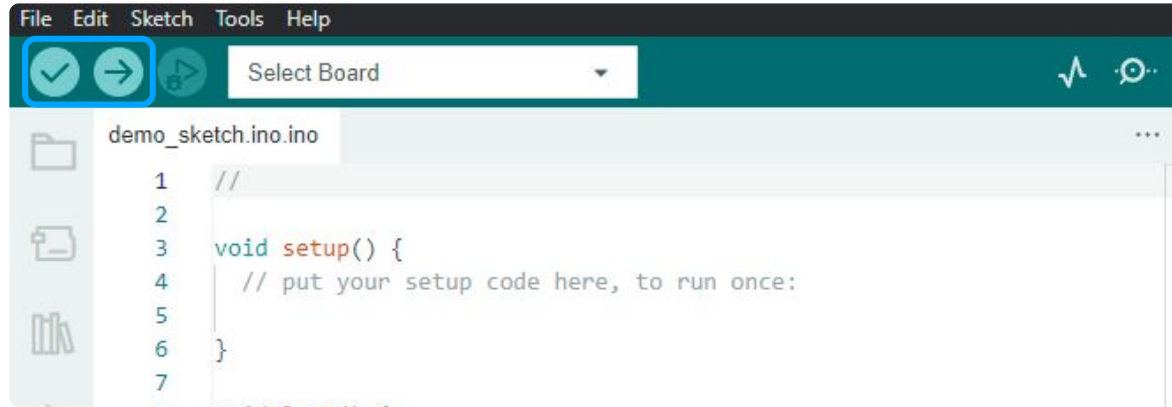 File Edit Sketch Tools Help
Select Board
demo_sketch.ino.ino
1 //
2
3 void setup() {
4 // put your setup code here, to run once:
5
6 }
7